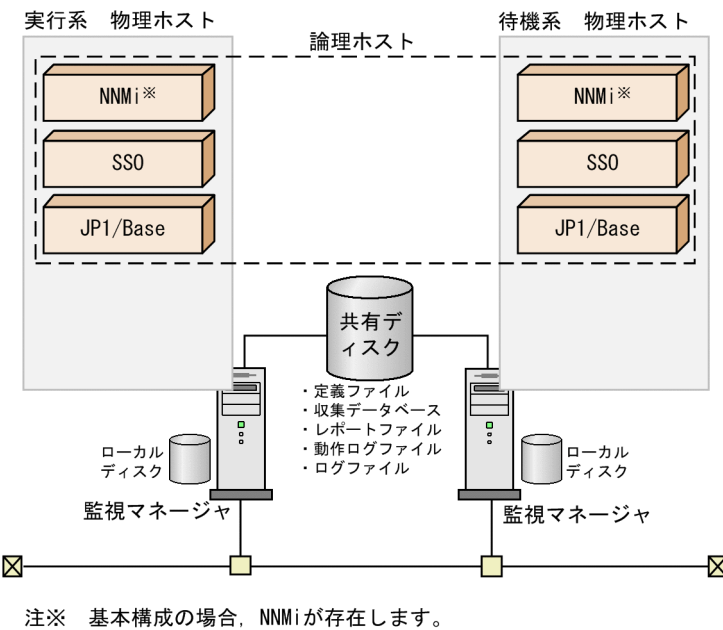 実行系　物理ホスト
待機系　物理ホスト
論理ホスト
NNMi※
SSO
JP1/Base
NNMi※
SSO
JP1/Base
共有デ
ィスク
・定義ファイル
・収集データベース
・レポートファイル
・動作ログファイル
・ログファイル
ローカル
ディスク
ローカル
ディスク
監視マネージャ
監視マネージャ
注※　基本構成の場合，NNMiが存在します。